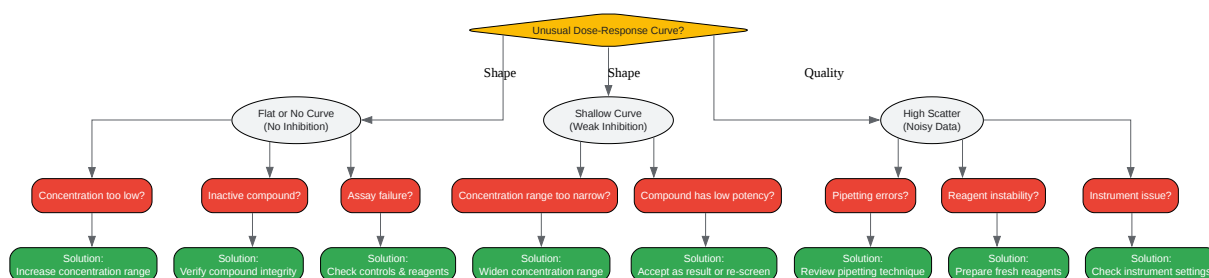 Unusual Dose-Response Curve?
Shape
Shape
Quality
Flat or No Curve
(No Inhibition)
Shallow Curve
(Weak Inhibition)
High Scatter
(Noisy Data)
Concentration too low?
Inactive compound?
Assay failure?
Concentration range too narrow?
Compound has low potency?
Pipetting errors?
Reagent instability?
Instrument issue?
Solution:
Increase concentration range
Solution:
Verify compound integrity
Solution:
Check controls & reagents
Solution:
Widen concentration range
Solution:
Accept as result or re-screen
Solution:
Review pipetting technique
Solution:
Prepare fresh reagents
Solution:
Check instrument settings